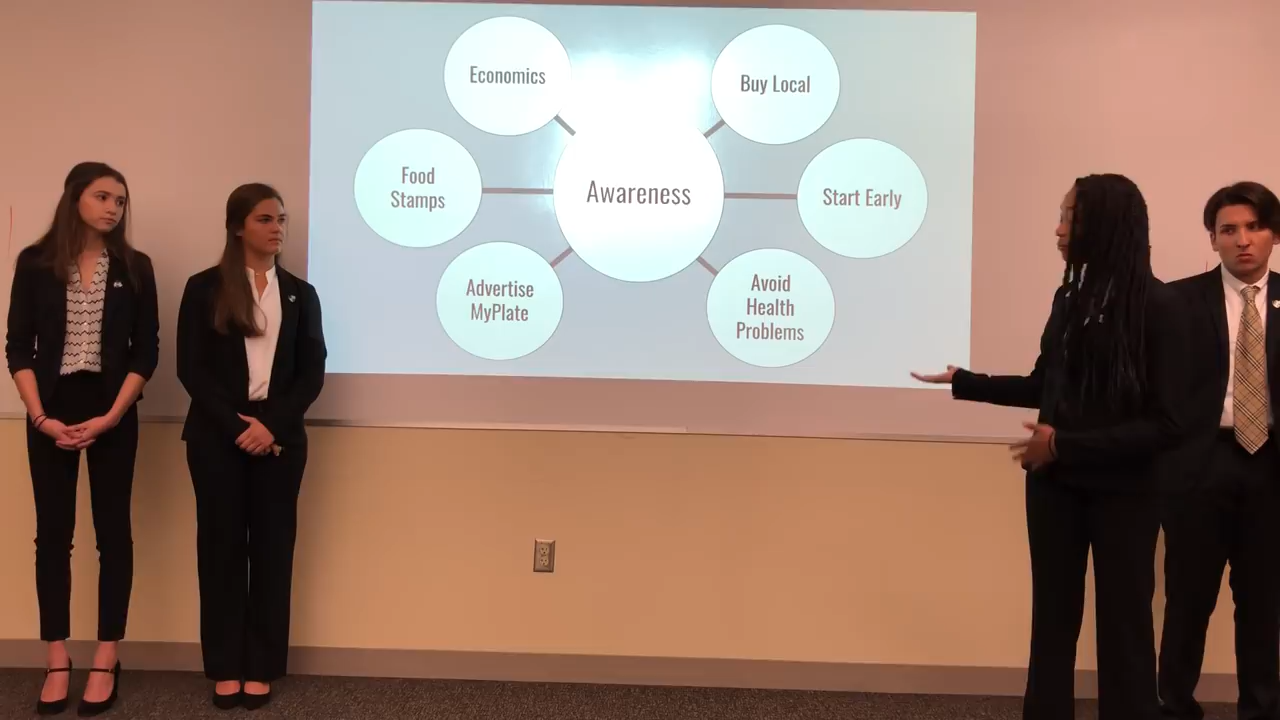 Economics
Buy Local
Food
Stamps
Awareness
Start Early
Advertise
MyPlate
Avoid
Health
Problems